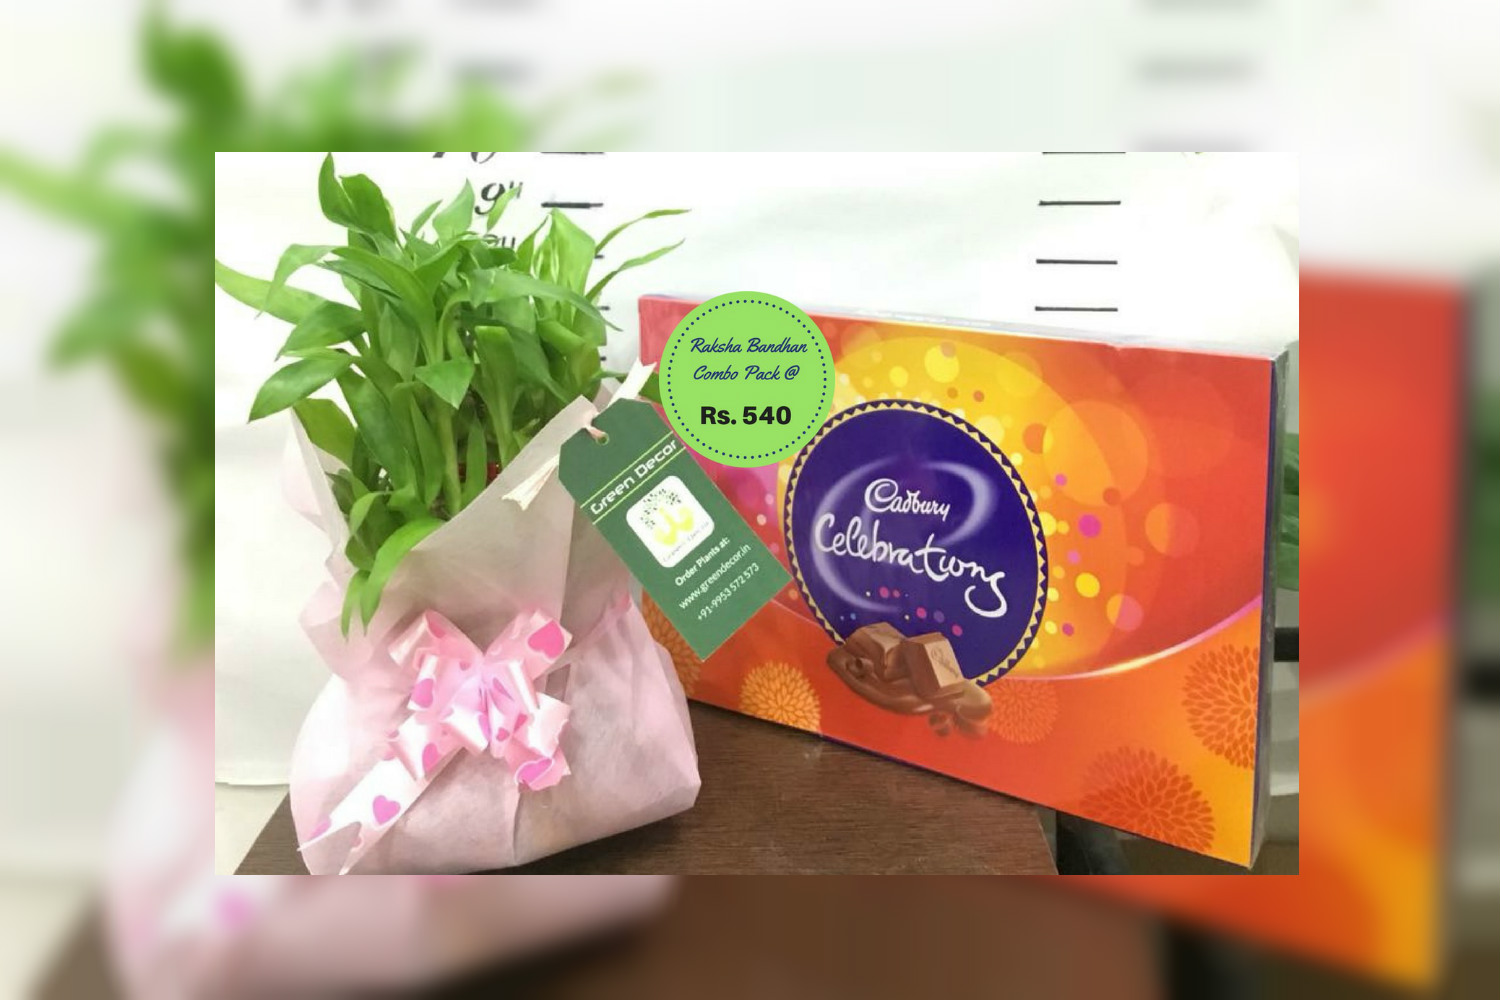 9"
Raksha Bandhan
Combo Pack @
Rs. 540
Green Decor
Order Plants at:
www.greendecor.in
+91-9953 572 573
Cadbury
Celebrations